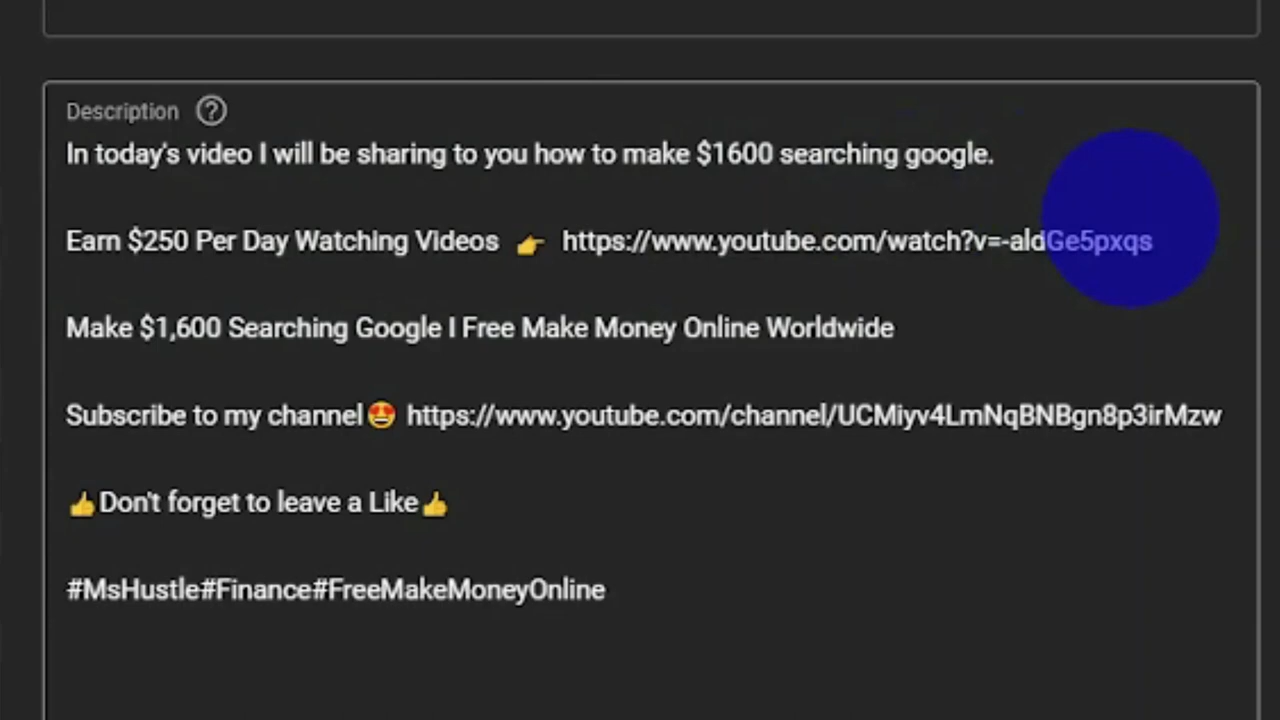 Description ?
In today's video I will be sharing to you how to make $1600 searching google.
Earn $250 Per Day Watching Videos 👉 https://www.youtube.com/watch?v=-aldGe5pxqs
Make $1,600 Searching Google I Free Make Money Online Worldwide
Subscribe to my channel😍 https://www.youtube.com/channel/UCMiyv4LmNqBNBgn8p3irMzw
👍Don't forget to leave a Like👍
#MsHustle#Finance#FreeMakeMoneyOnline